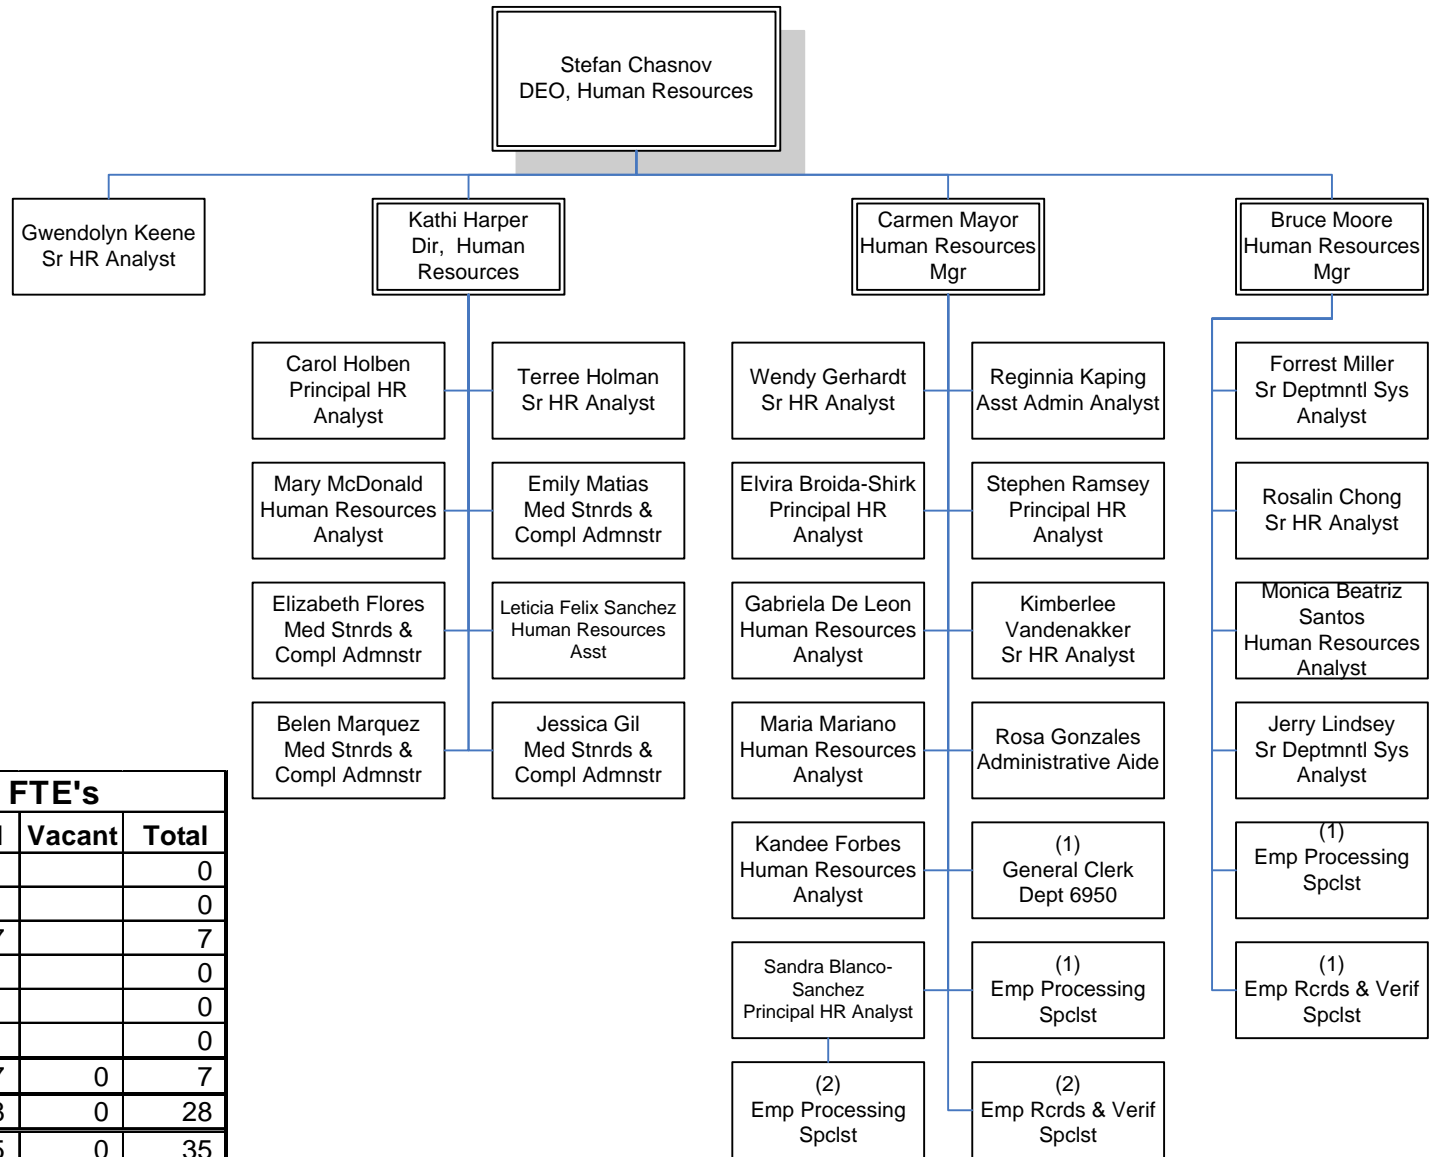 Stefan Chasnov
DEO, Human Resources
Gwendolyn Keene
Sr HR Analyst
Kathi Harper
Dir, Human
Resources
Carmen Mayor
Human Resources
Mgr
Bruce Moore
Human Resources
Mgr
Carol Holben
Principal HR
Analyst
Terree Holman
Sr HR Analyst
Mary McDonald
Human Resources
Analyst
Emily Matias
Med Stnrds &
Compl Admnstr
Elizabeth Flores
Med Stnrds &
Compl Admnstr
Leticia Felix Sanchez
Human Resources
Asst
Belen Marquez
Med Stnrds &
Compl Admnstr
Jessica Gil
Med Stnrds &
Compl Admnstr
Wendy Gerhardt
Sr HR Analyst
Reginnia Kaping
Asst Admin Analyst
Elvira Broida-Shirk
Principal HR
Analyst
Stephen Ramsey
Principal HR
Analyst
Gabriela De Leon
Human Resources
Analyst
Kimberlee
Vandenakker
Sr HR Analyst
Maria Mariano
Human Resources
Analyst
Rosa Gonzales
Administrative Aide
Kandee Forbes
Human Resources
Analyst
(1)
General Clerk
Dept 6950
Sandra Blanco-
Sanchez
Principal HR Analyst
(1)
Emp Processing
Spclst
(2)
Emp Processing
Spclst
(2)
Emp Rcrds & Verif
Spclst
Forrest Miller
Sr Deptmntl Sys
Analyst
Rosalin Chong
Sr HR Analyst
Monica Beatriz
Santos
Human Resources
Analyst
Jerry Lindsey
Sr Deptmntl Sys
Analyst
(1)
Emp Processing
Spclst
(1)
Emp Rcrds & Verif
Spclst
FTE's
Vacant Total
0
0
7 7
0
0
0
7 0 7
8 0 28
5 0 35